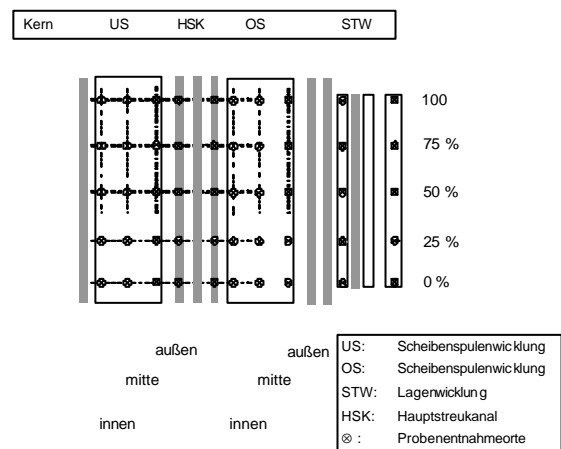 Kern US HSK OS STW
100
75 %
50 %
25 %
0 %
außen außen
mitte mitte
innen innen
US: Scheibenspulenwicklung
OS: Scheibenspulenwicklung
STW: Lagenwicklung
HSK: Hauptstreukanal
⊗ : Probenentnahmeorte